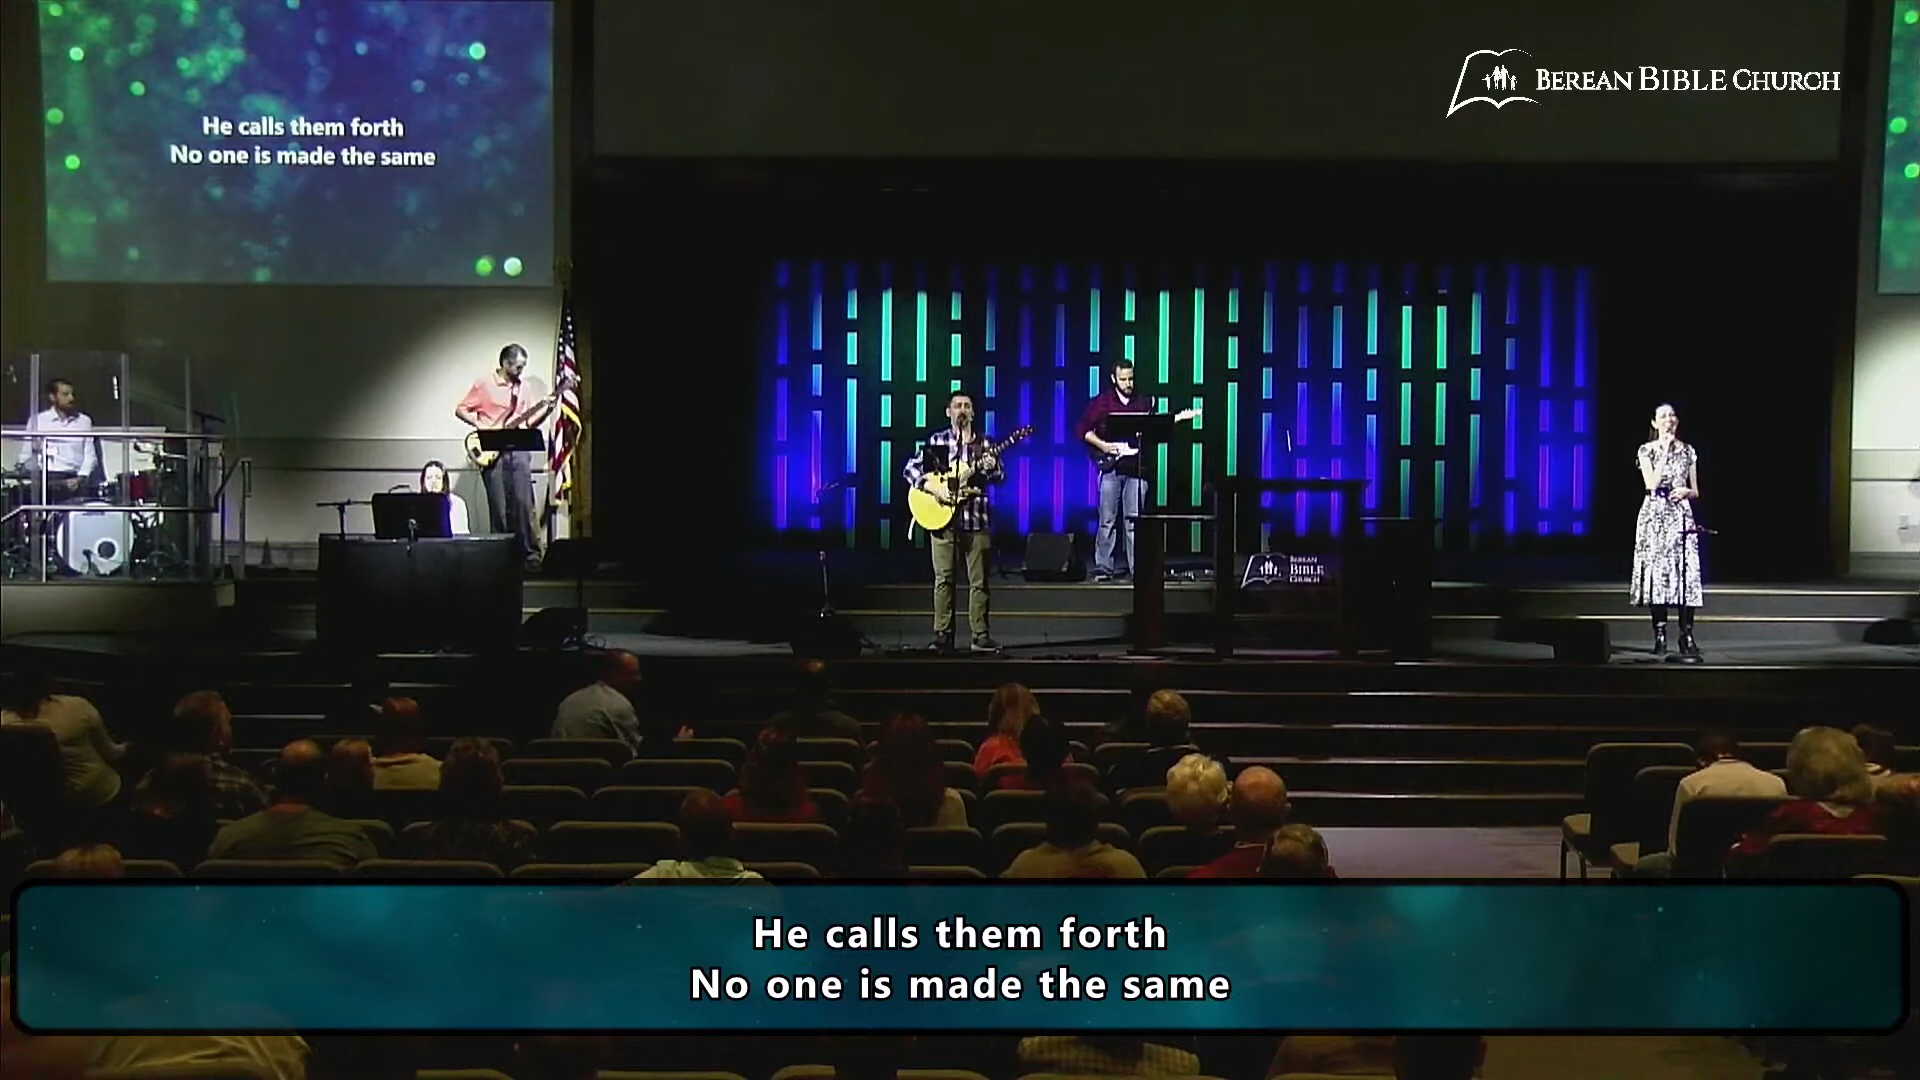 He calls them forth
No one is made the same
BEREAN BIBLE CHURCH
BEREAN
BIBLE
CHURCH
He calls them forth
No one is made the same